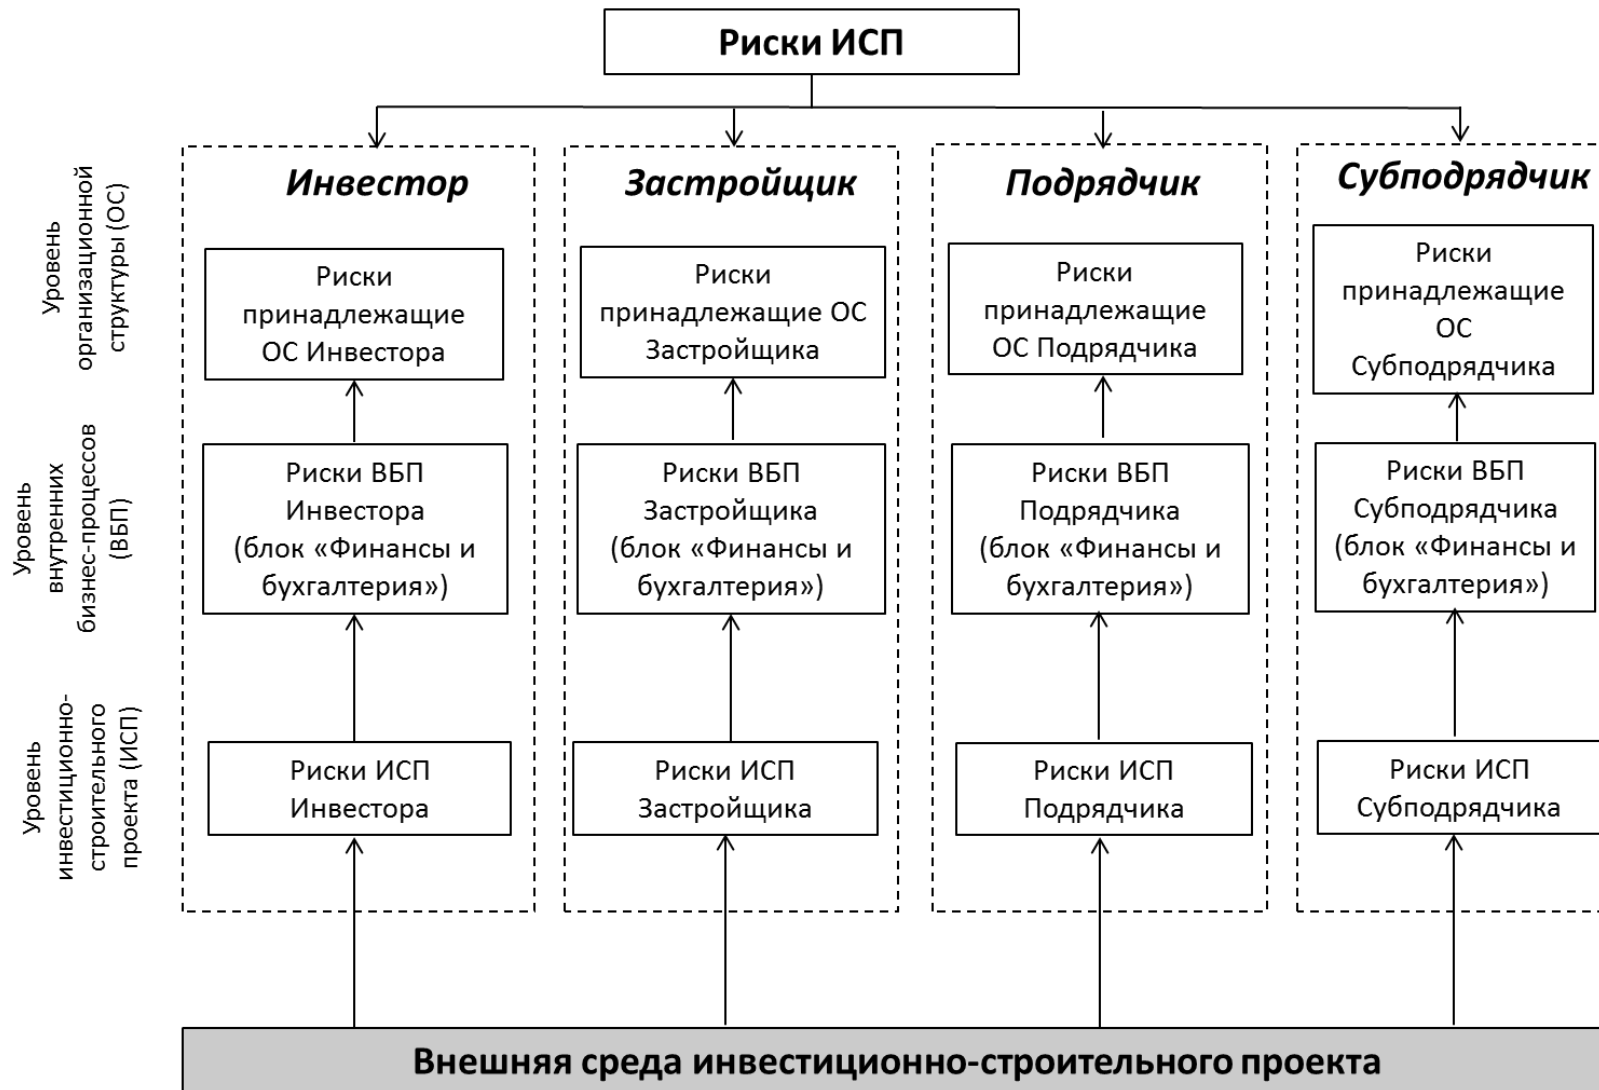 Риски ИСП
Инвестор
Застройщик
Подрядчик
Субподрядчик
Уровень
организационной
структуры (ОС)
Риски
принадлежащие
ОС Инвестора
Риски
принадлежащие ОС
Застройщика
Риски
принадлежащие
ОС Подрядчика
Риски
принадлежащие
ОС
Субподрядчика
Уровень
внутренних
бизнес-процессов
(ВБП)
Риски ВБП
Инвестора
(блок «Финансы и
бухгалтерия»)
Риски ВБП
Застройщика
(блок «Финансы и
бухгалтерия»)
Риски ВБП
Подрядчика
(блок «Финансы и
бухгалтерия»)
Риски ВБП
Субподрядчика
(блок «Финансы и
бухгалтерия»)
Уровень
инвестиционно-
строительного
проекта (ИСП)
Риски ИСП
Инвестора
Риски ИСП
Застройщика
Риски ИСП
Подрядчика
Риски ИСП
Субподрядчика
Внешняя среда инвестиционно-строительного проекта